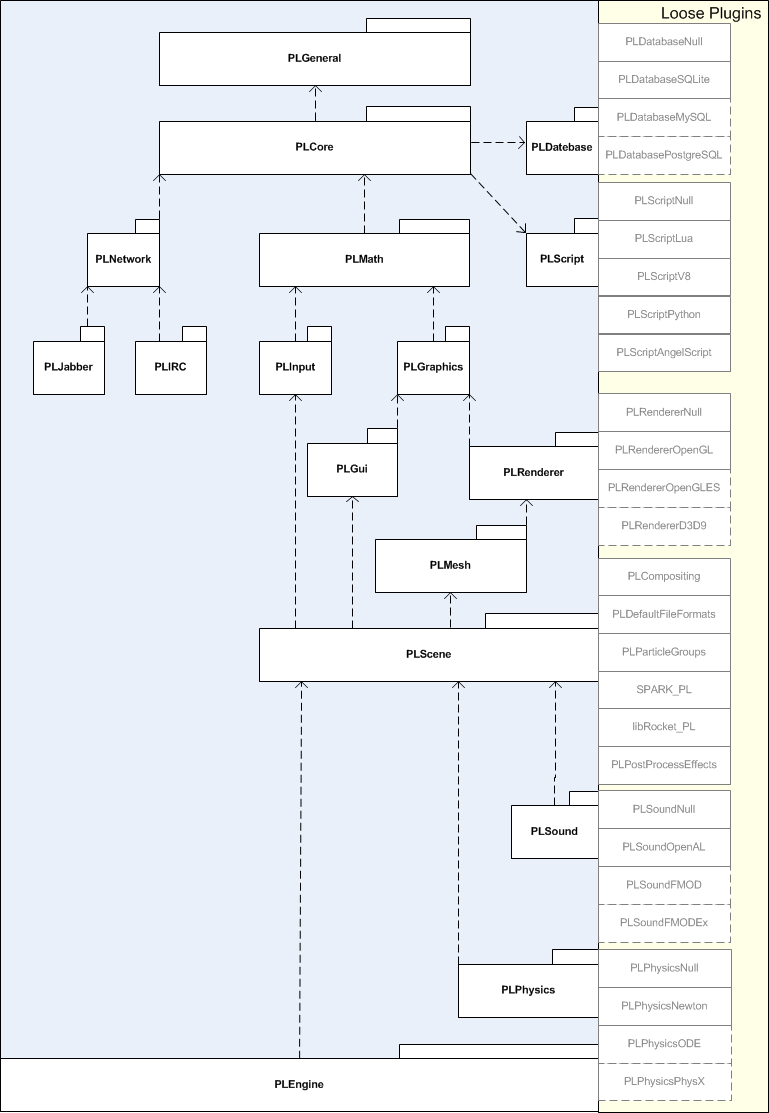 Loose Plugins
PLGeneral
PLDatabaseNull
PLDatabaseSQLite
PLDatabaseMySQL
PLCore
PLDatebase
PLDatabasePostgreSQL
PLScriptNull
PLScriptLua
PLNetwork
PLMath
PLScript
PLScriptV8
PLScriptPython
PLScriptAngelScript
PLJabber
PLIRC
PLInput
PLGraphics
PLRendererNull
PLRendererOpenGL
PLGui
PLRenderer
PLRendererOpenGLES
PLRendererD3D9
PLMesh
PLCompositing
PLDefaultFileFormats
PLScene
PLParticleGroups
SPARK_PL
libRocket_PL
PLPostProcessEffects
PLSoundNull
PLSound
PLSoundOpenAL
PLSoundFMOD
PLSoundFMODEx
PLPhysicsNull
PLPhysics
PLPhysicsNewton
PLPhysicsODE
PLPhysicsPhysX
PLEngine